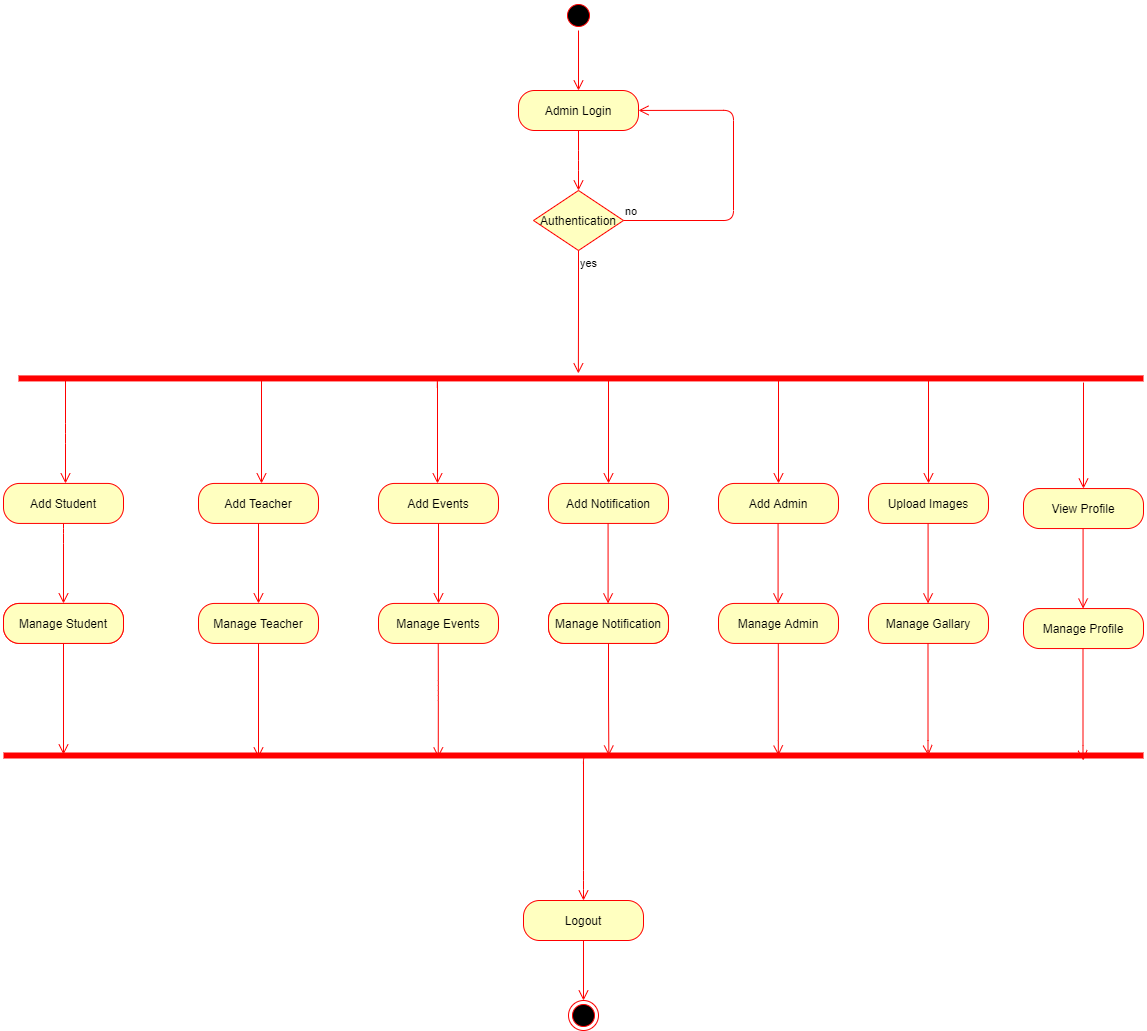 Admin Login
Authentication
no
yes
Add Student
Add Teacher
Add Events
Add Notification
Add Admin
Upload Images
View Profile
Manage Student
Manage Teacher
Manage Events
Manage Notification
Manage Admin
Manage Gallary
Manage Profile
Logout